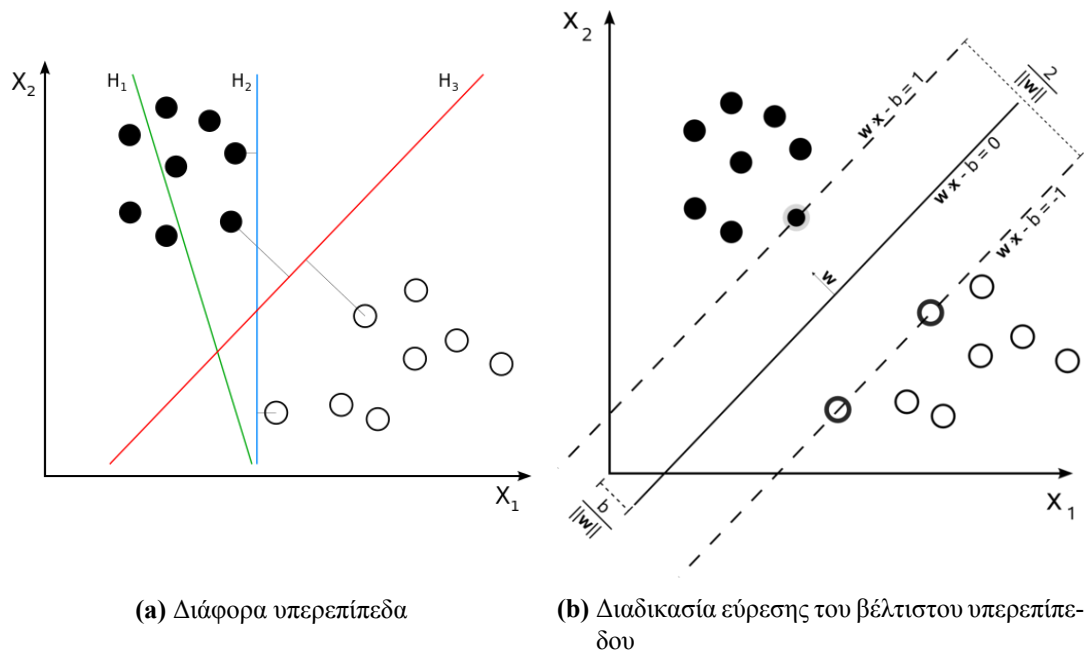 X₂
H₁
H₂
H₃
X₁
(a) Διάφορα υπερεπίπεδα
X₂
w x - b = 1
w x - b = 0
w x - b = -1
2
||w||
w
b
||w||
X₁
(b) Διαδικασία εύρεσης του βέλτιστου υπερεπίπε-
δου